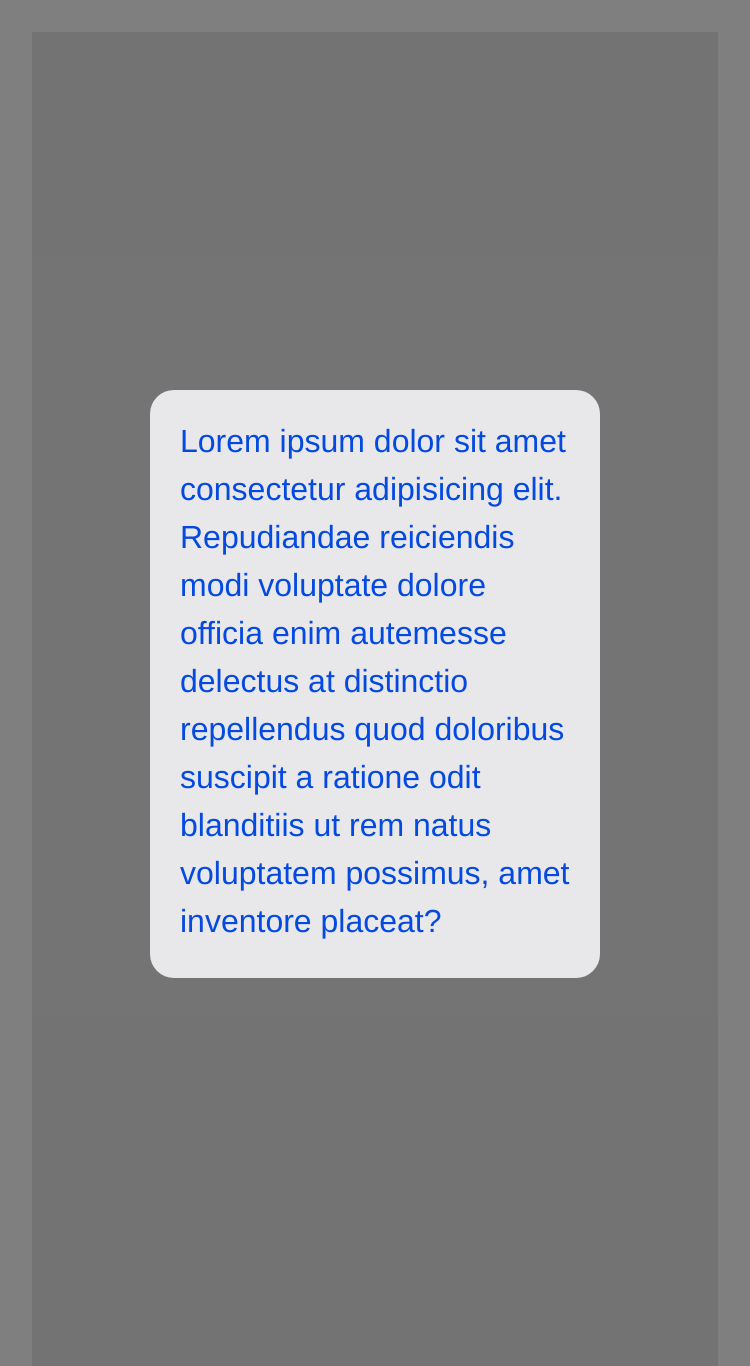 Lorem ipsum dolor sit amet
consectetur adipisicing elit.
Repudiandae reiciendis
modi voluptate dolore
officia enim autemesse
delectus at distinctio
repellendus quod doloribus
suscipit a ratione odit
blanditiis ut rem natus
voluptatem possimus, amet
inventore placeat?